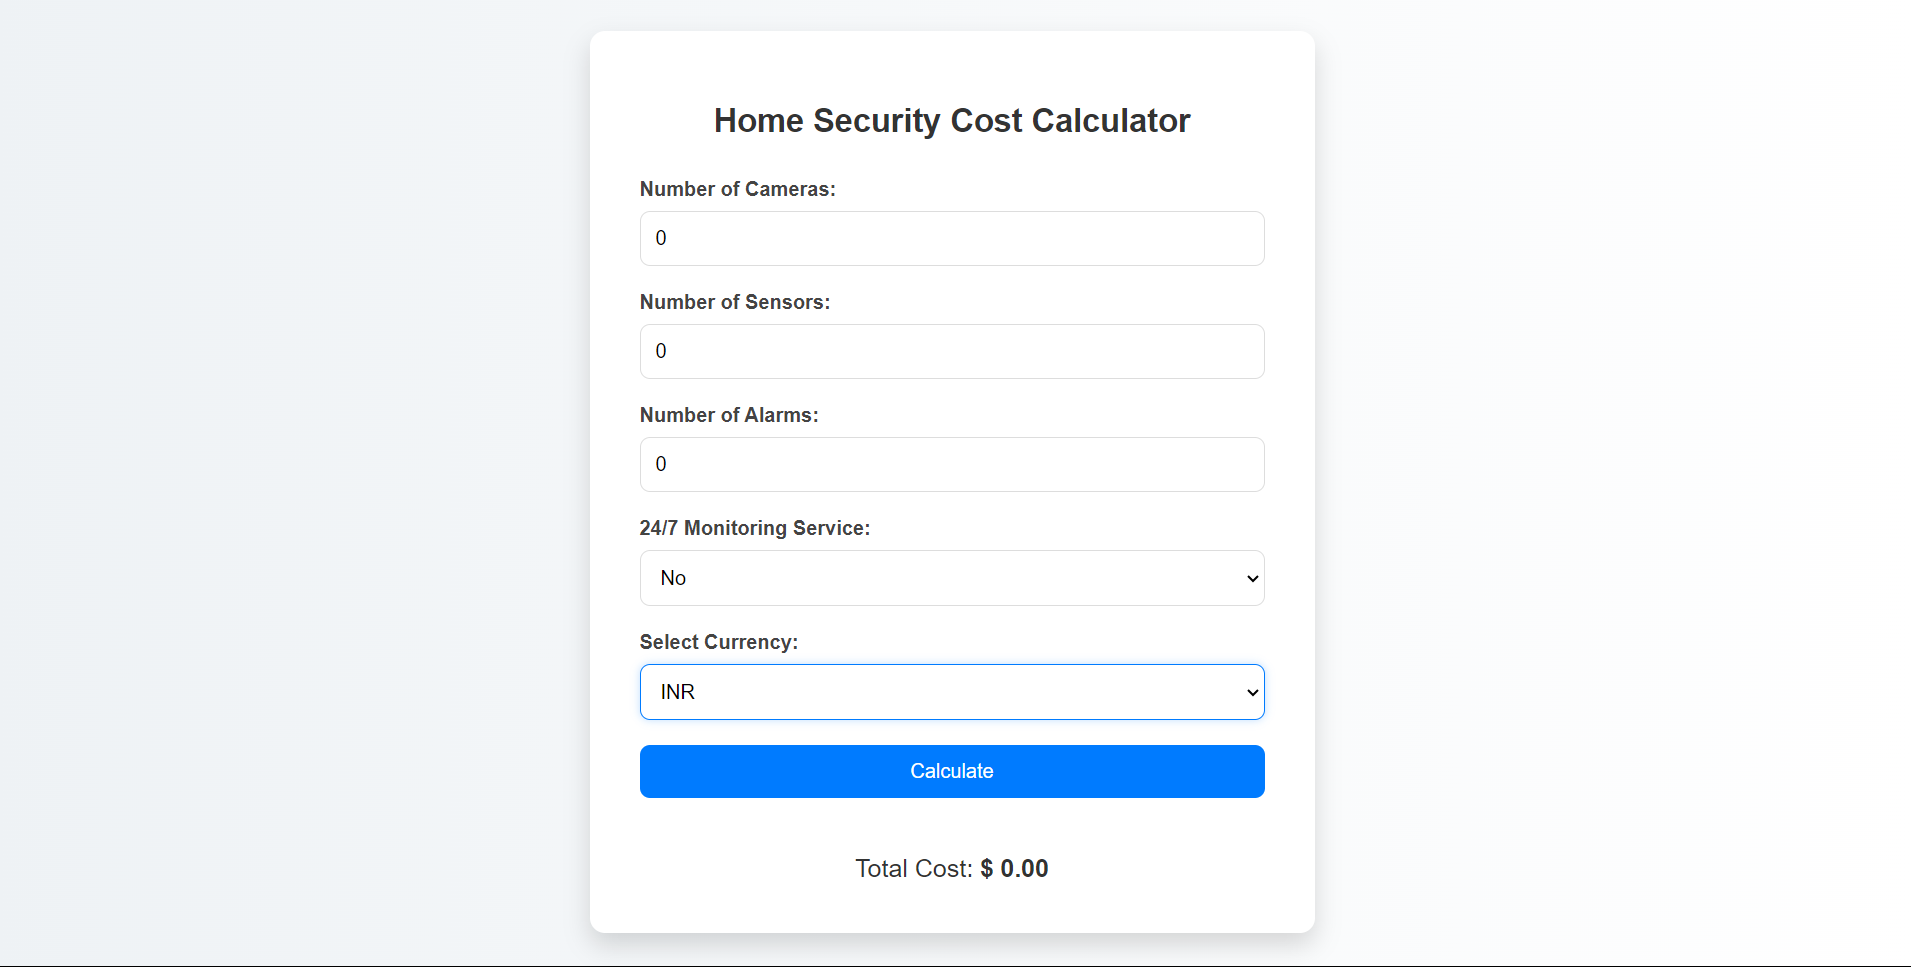 Home Security Cost Calculator
Number of Cameras:
0
Number of Sensors:
0
Number of Alarms:
0
24/7 Monitoring Service:
No
Select Currency:
INR
Calculate
Total Cost: $ 0.00